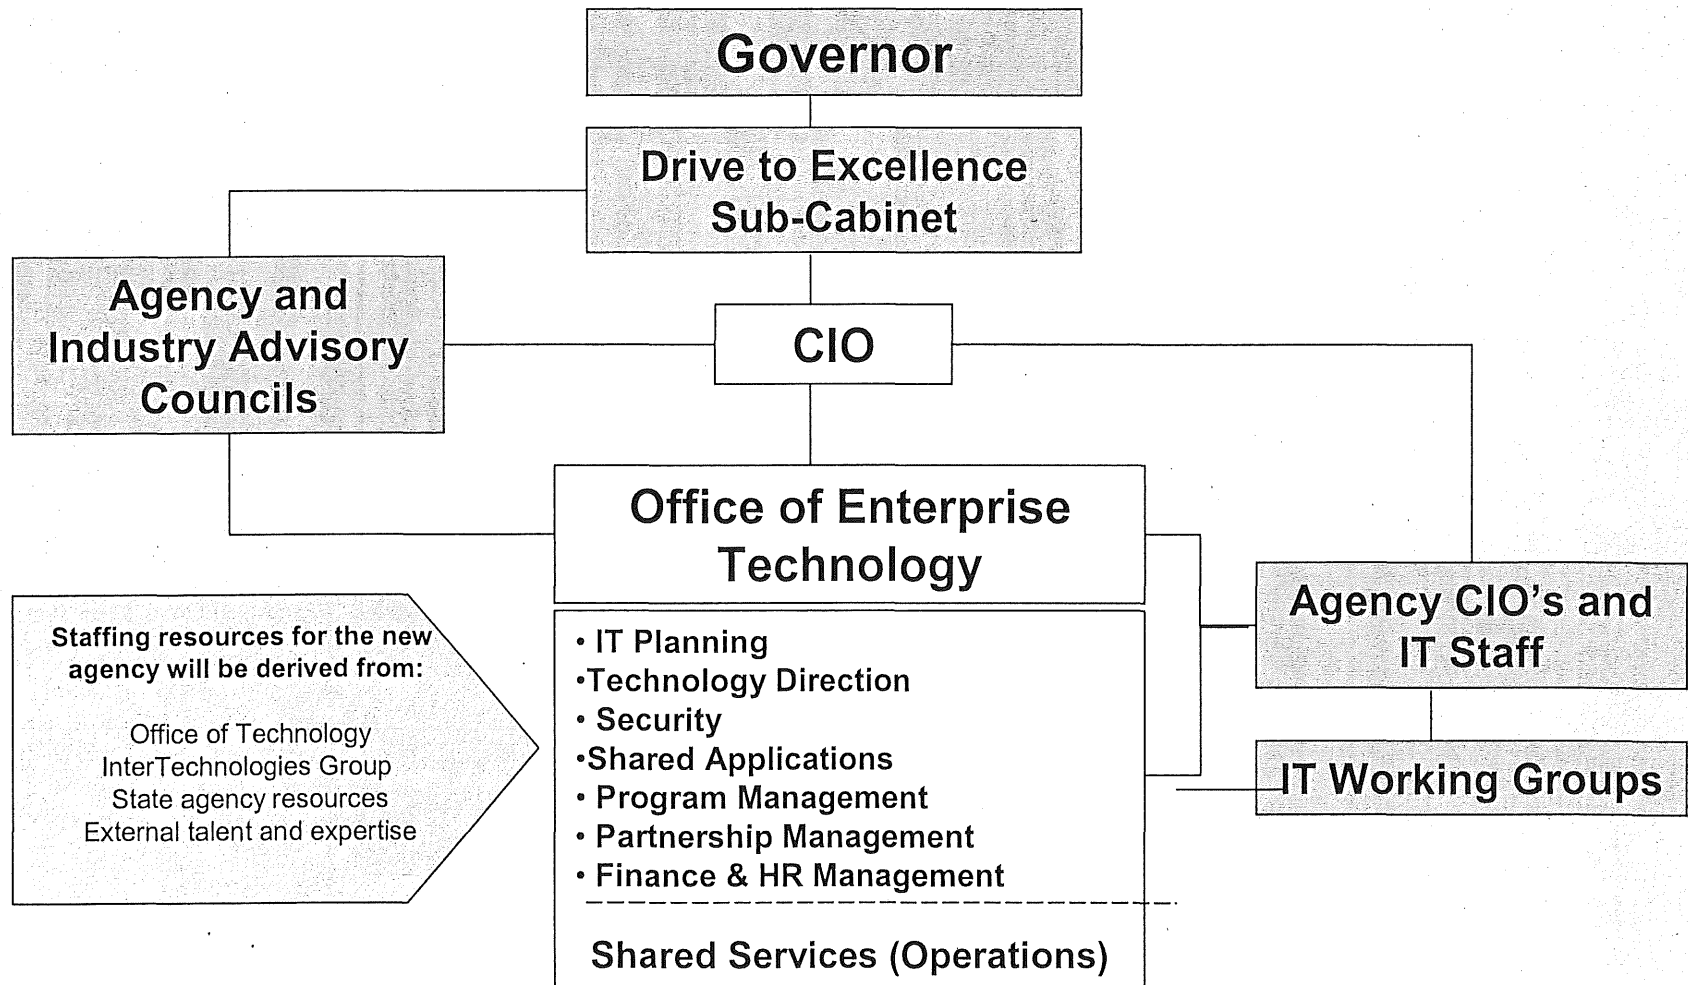 Governor
Drive to Excellence
Sub-Cabinet
Agency and
Industry Advisory
Councils
CIO
Office of Enterprise
Technology
Agency CIO's and
IT Staff
IT Working Groups
Staffing resources for the new
agency will be derived from:
Office of Technology
InterTechnologies Group
State agency resources
External talent and expertise
• IT Planning
•Technology Direction
• Security
•Shared Applications
• Program Management
• Partnership Management
• Finance & HR Management
Shared Services (Operations)